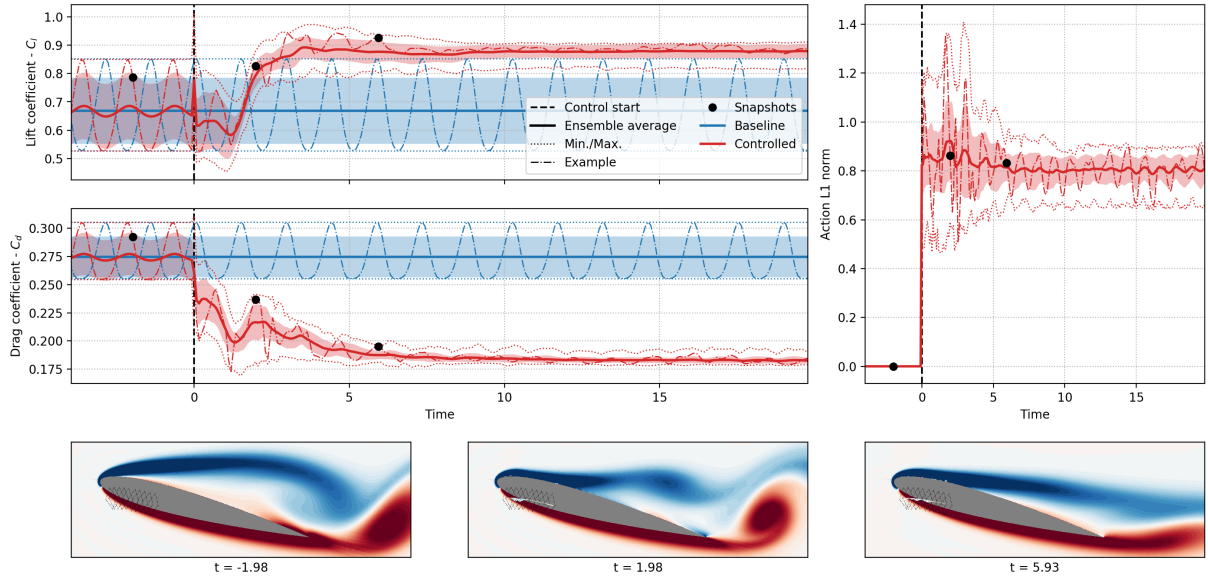 1.0
0.9
0.8
0.7
0.6
0.5
Lift coefficient - Cl
Control start
Ensemble average
Min./Max.
Example
Snapshots
Baseline
Controlled
0.300
0.275
0.250
0.225
0.200
0.175
Drag coefficient - Cd
0
5
10
15
Time
1.4
1.2
1.0
0.8
0.6
0.4
0.2
0.0
Action L1 norm
0
5
10
15
Time
t = -1.98
t = 1.98
t = 5.93